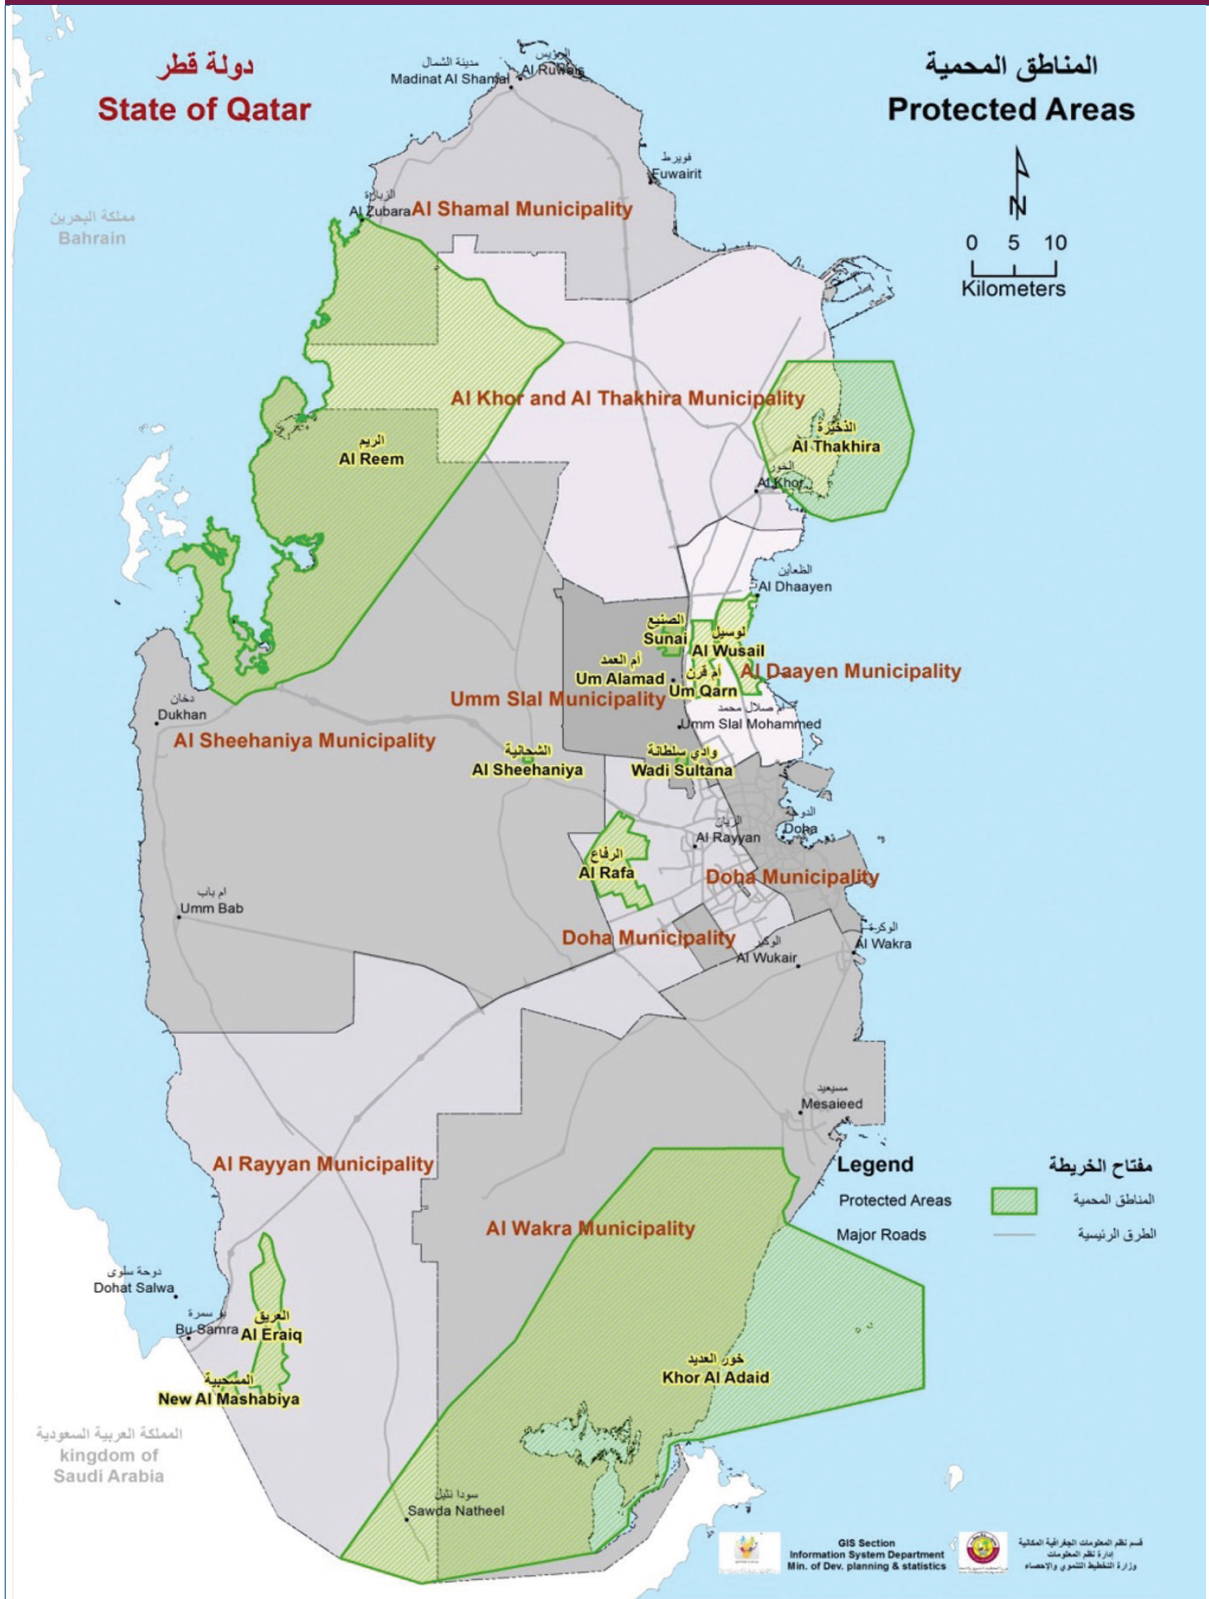 دولة قطر
State of Qatar
المناطق المحمية
Protected Areas
N
0 5 10
Kilometers
مدينة الشمال
Madinat Al Shamal
الرويس
Al Ruwais
فويرط
Fuwairit
مملكة البحرين
Bahrain
الزبارة
Al Zubara
Al Shamal Municipality
Al Khor and Al Thakhira Municipality
الذخيرة
Al Thakhira
الريم
Al Reem
الخور
Al Khor
الظعاين
Al Dhaayen
الصنيع
Sunai
لوسيل
Al Wusail
أم العمد
Um Alamad
أم قرن
Um Qarn
Al Daayen Municipality
Umm Slal Municipality
أم صلال محمد
Umm Slal Mohammed
دخان
Dukhan
Al Sheehaniya Municipality
الشحانية
Al Sheehaniya
وادي سلطانة
Wadi Sultana
الدوحة
Doha
الريان
Al Rayyan
الرفاع
Al Rafa
Doha Municipality
ام باب
Umm Bab
Doha Municipality
الوكير
Al Wukair
الوكرة
Al Wakra
مسيعيد
Mesaieed
Al Rayyan Municipality
Al Wakra Municipality
Legend
مفتاح الخريطة
Protected Areas
المناطق المحمية
Major Roads
الطرق الرئيسية
دوحة سلوى
Dohat Salwa
بو سمرة
Bu Samra
العريق
Al Eraiq
المسحبية
New Al Mashabiya
خور العديد
Khor Al Adaid
المملكة العربية السعودية
kingdom of
Saudi Arabia
سودا نثيل
Sawda Natheel
GIS Section
Information System Department
Min. of Dev. planning & statistics
قسم نظم المعلومات الجغرافية المكانية
إدارة نظم المعلومات
وزارة التخطيط التنموي والاحصاء